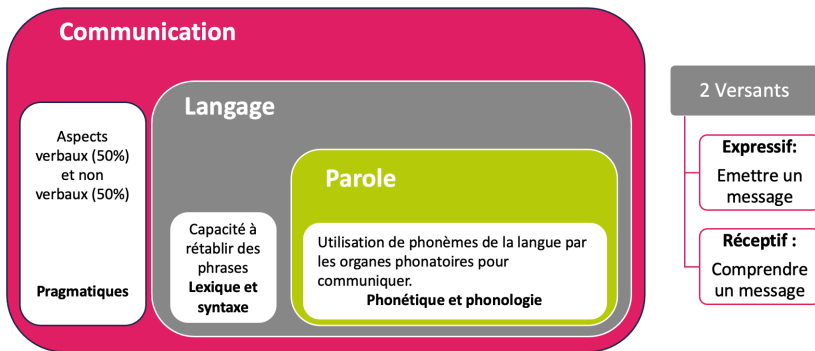 Communication
Aspects
verbaux (50%)
et non
verbaux (50%)
Pragmatiques
Langage
Capacité à
rétablir des
phrases
Lexique et
syntaxe
Parole
Utilisation de phonèmes de la langue par
les organes phonatoires pour
communiquer.
Phonétique et phonologie
2 Versants
Expressif:
Emettre un
message
Réceptif :
Comprendre
un message